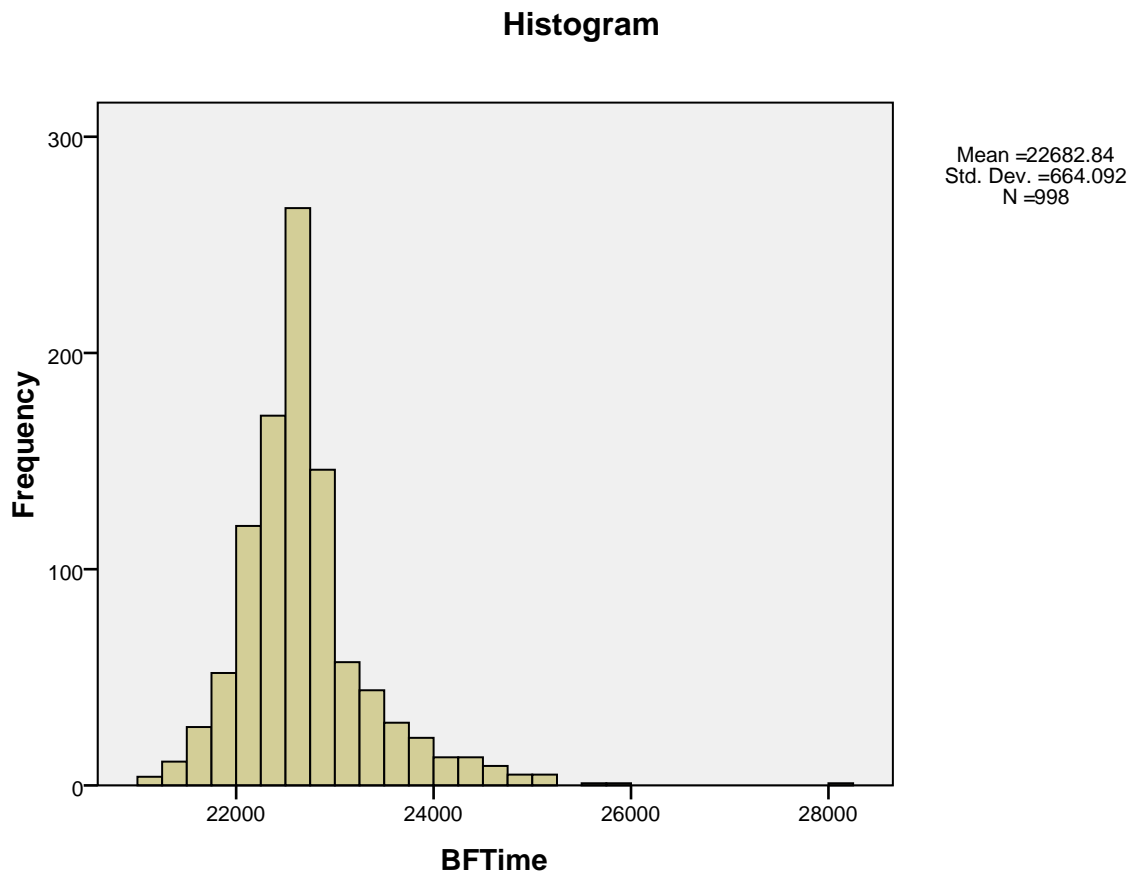 Histogram
Mean =22682.84
Std. Dev. =664.092
N =998
300
200
100
0
Frequency
22000 24000 26000 28000
BFTime